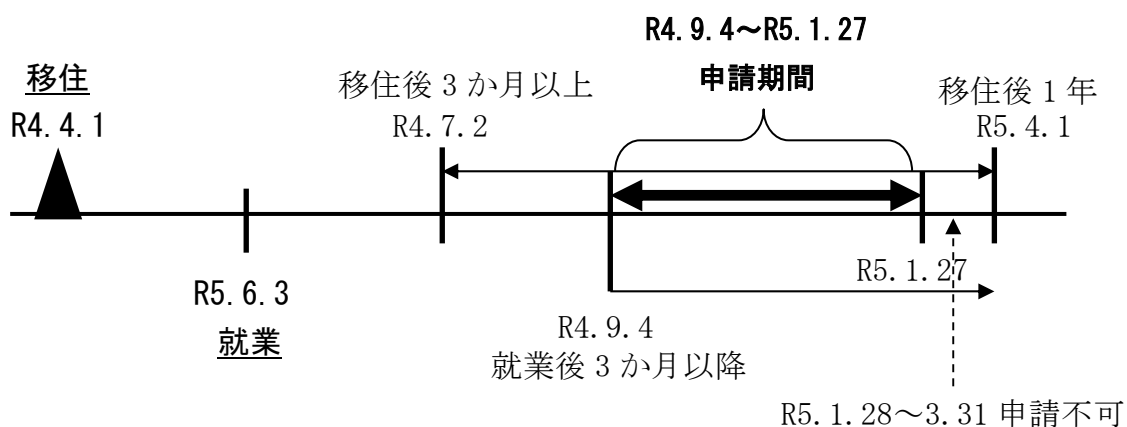 R4.9.4～R5.1.27
申請期間
移住
R4.4.1
移住後3か月以上
R4.7.2
移住後1年
R5.4.1
R5.6.3
就業
R5.1.27
R4.9.4
就業後3か月以降
R5.1.28～3.31申請不可